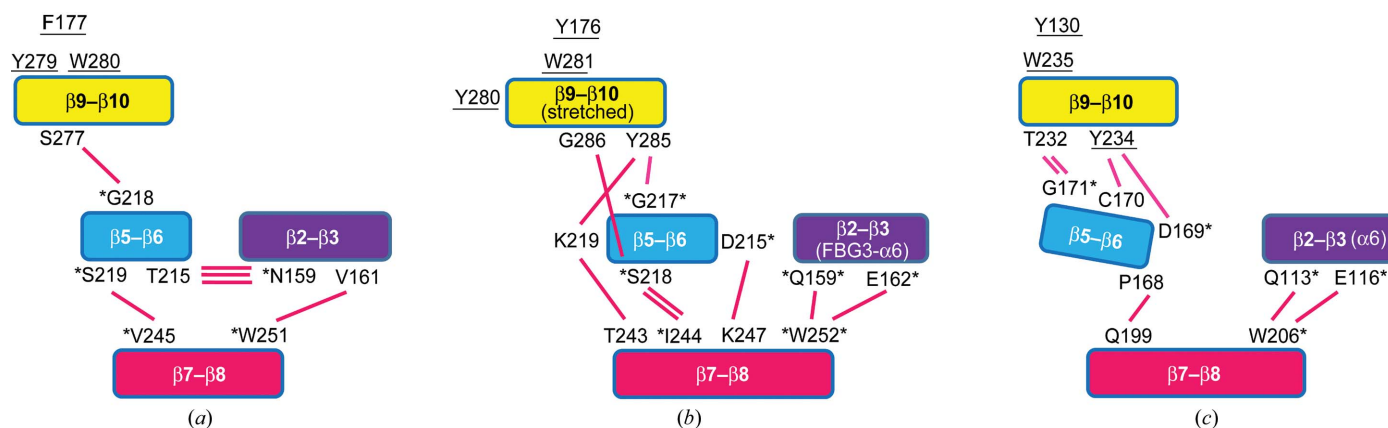 F177
Y279 W280
β9–β10
S277
*G218
β5–β6
β2–β3
*S219 T215 *N159 V161
*V245 *W251
β7–β8
(a)
Y176
W281
Y280
β9–β10
(stretched)
G286 Y285
*G217*
K219
β5–β6
D215*
β2–β3
(FBG3-α6)
*S218
*Q159* E162*
T243 *I244 K247 *W252*
β7–β8
(b)
Y130
W235
β9–β10
T232 Y234
G171*
C170
β5–β6
D169*
β2–β3 (α6)
P168
Q113* E116*
Q199 W206*
β7–β8
(c)